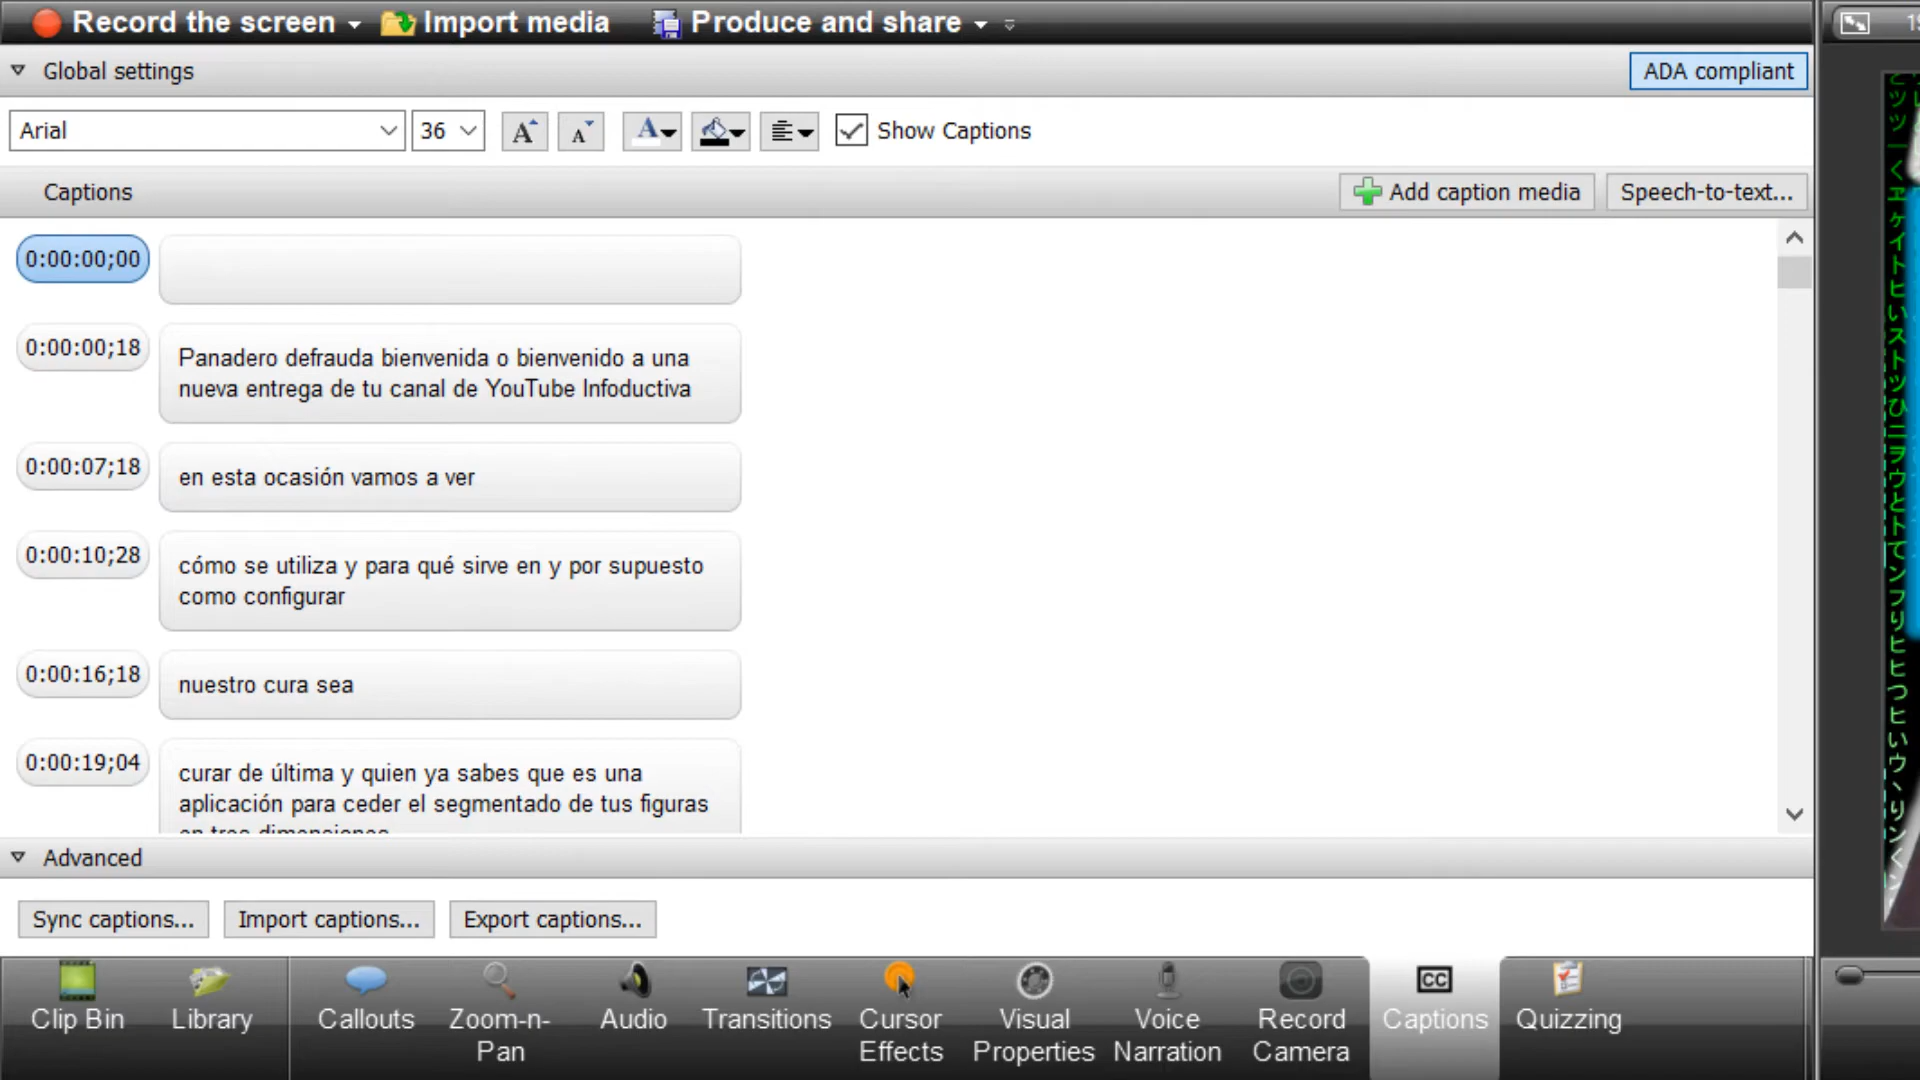 Record the screen Import media Produce and share
Global settings ADA compliant
Arial 36 Show Captions
Captions Add caption media Speech-to-text...
0:00:00;00
0:00:00;18 Panadero defrauda bienvenida o bienvenido a una
nueva entrega de tu canal de YouTube Infoductiva
0:00:07;18 en esta ocasión vamos a ver
0:00:10;28 cómo se utiliza y para qué sirve en y por supuesto
como configurar
0:00:16;18 nuestro cura sea
0:00:19;04 curar de última y quien ya sabes que es una
aplicación para ceder el segmentado de tus figuras
en tres dimensiones
Advanced
Sync captions... Import captions... Export captions...
Clip Bin Library Callouts Zoom-n-Pan Audio Transitions Cursor Effects Visual Properties Voice Narration Record Camera Captions Quizzing